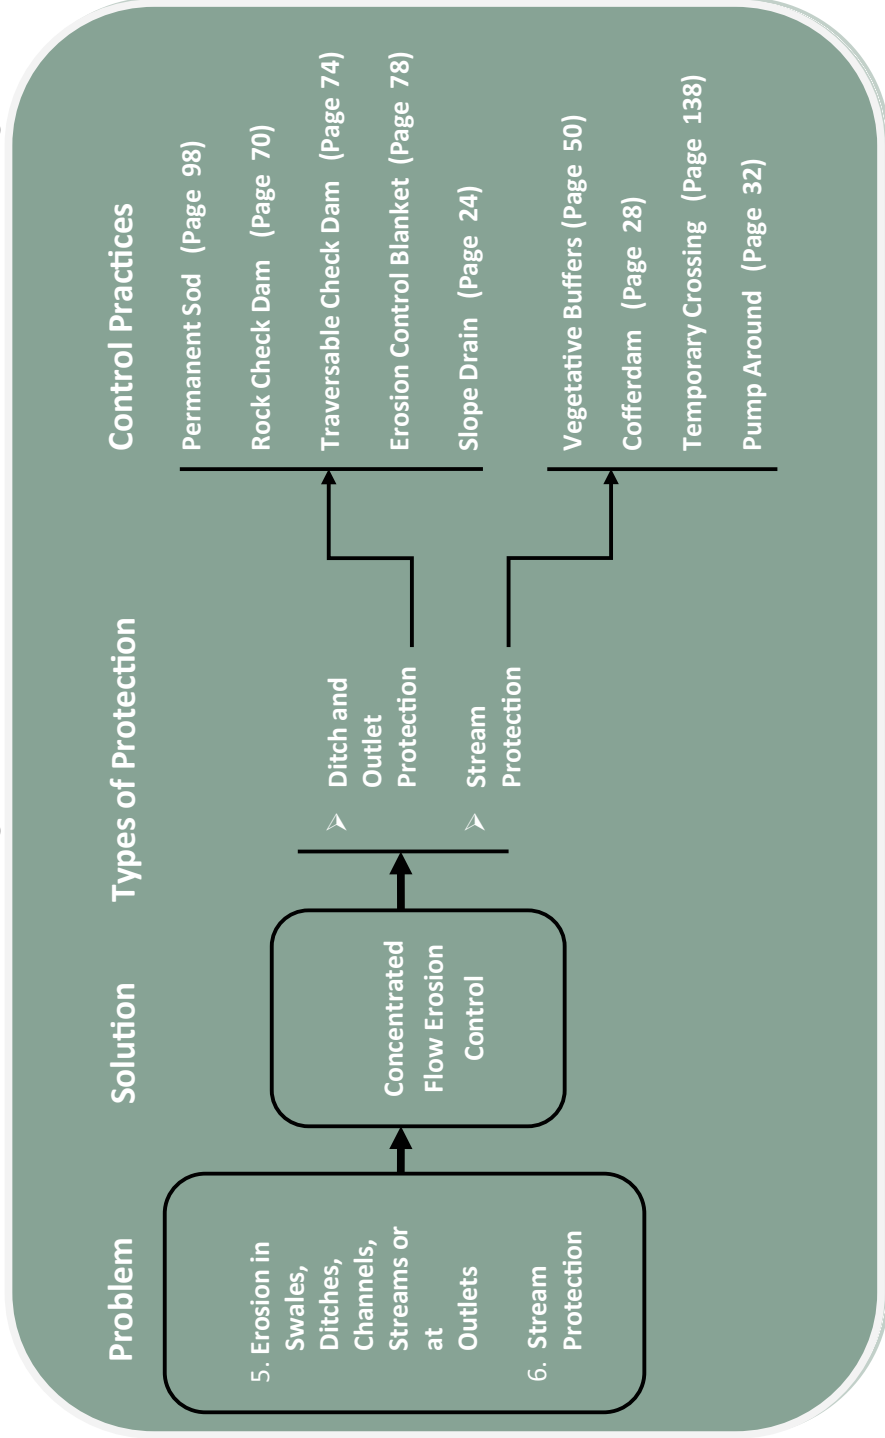 Problem
5. Erosion in
Swales,
Ditches,
Channels,
Streams or
at
Outlets
6. Stream
Protection
Solution
Concentrated
Flow Erosion
Control
Types of Protection
Ditch and
Outlet
Protection
Stream
Protection
Control Practices
Permanent Sod (Page 98)
Rock Check Dam (Page 70)
Traversable Check Dam (Page 74)
Erosion Control Blanket (Page 78)
Slope Drain (Page 24)
Vegetative Buffers (Page 50)
Cofferdam (Page 28)
Temporary Crossing (Page 138)
Pump Around (Page 32)